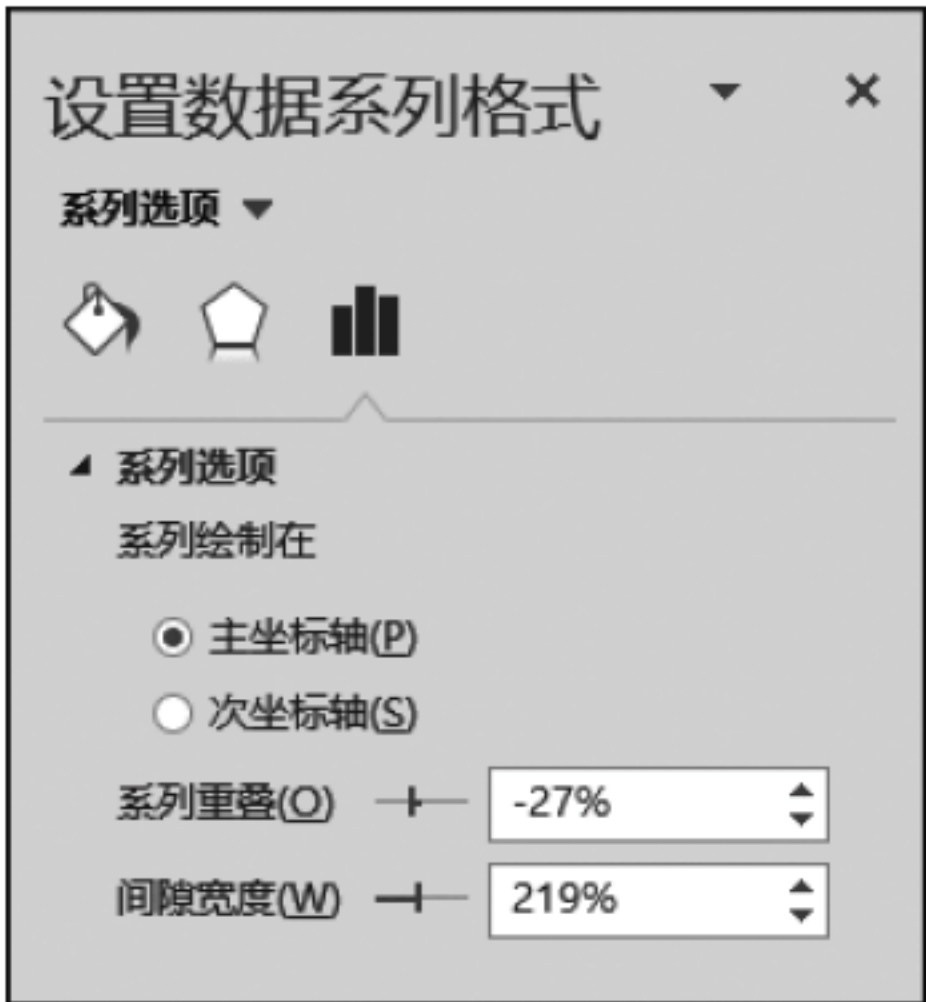 设置数据系列格式
系列选项
系列选项
系列绘制在
主坐标轴(P)
次坐标轴(S)
系列重叠(O) -27%
间隙宽度(W) 219%